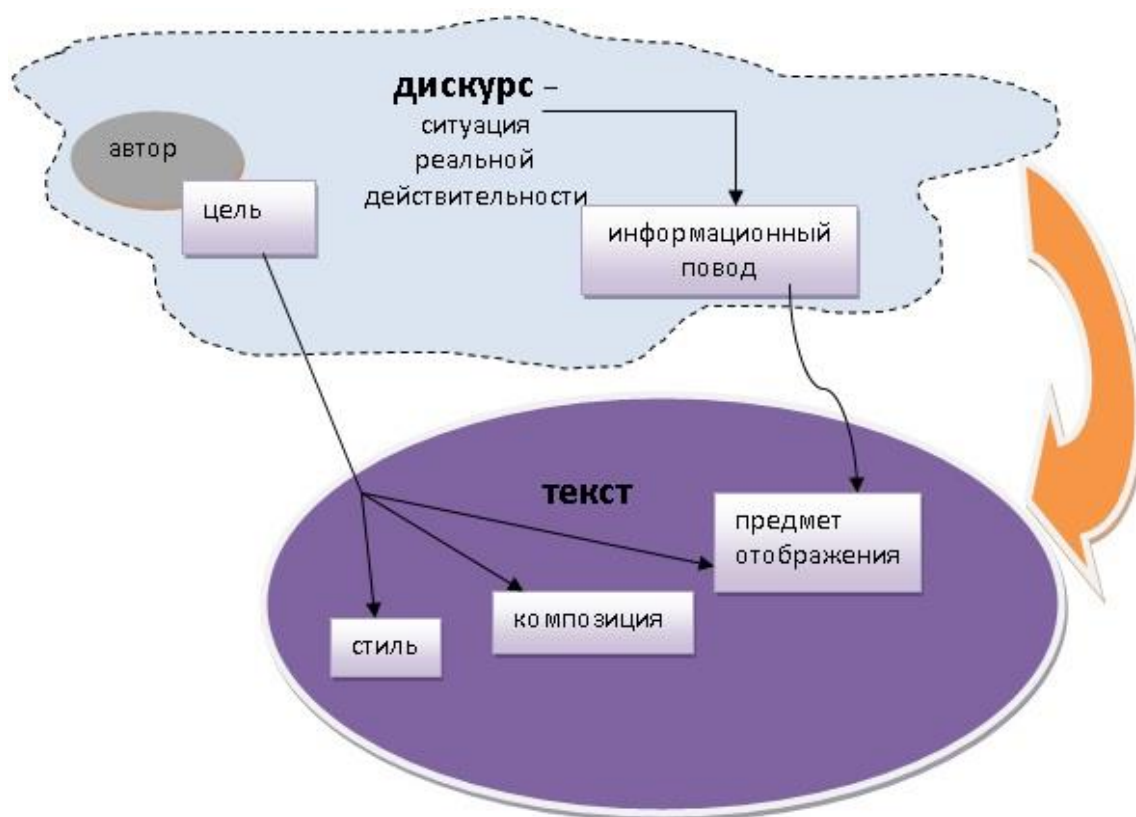 дискурс –
ситуация
реальной
действительности
автор
цель
информационный
повод
текст
предмет
отображения
композиция
стиль